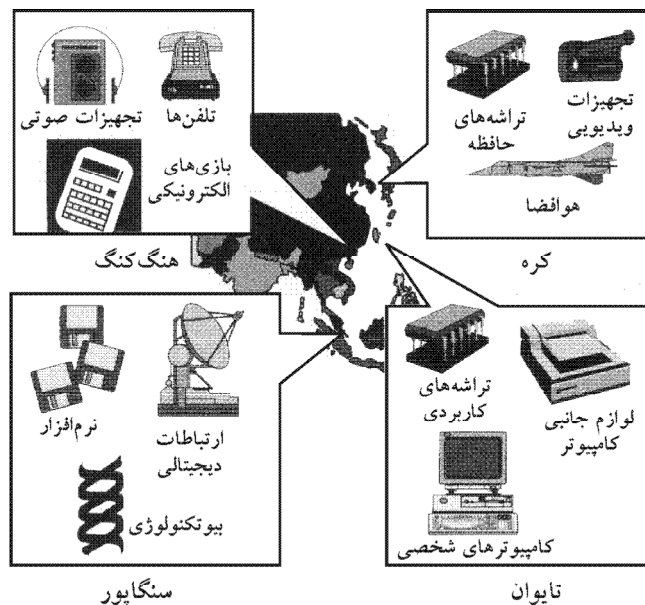 تجهیزات صوتی
تلفن‌ها
بازی‌های
الکترونیکی
هنگ کنگ
تراشه‌های
حافظه
تجهیزات
ویدیویی
هوافضا
کره
نرم‌افزار
ارتباطات
دیجیتالی
بیوتکنولوژی
سنگاپور
تراشه‌های
کاربردی
لوازم جانبی
کامپیوتر
کامپیوترهای شخصی
تایوان